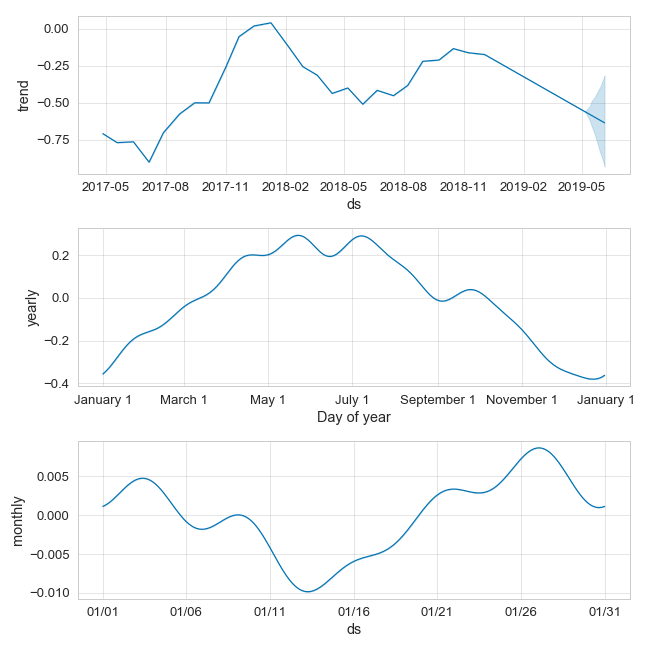 0.00
−0.25
−0.50
−0.75
trend
2017-05 2017-08 2017-11 2018-02 2018-05 2018-08 2018-11 2019-02 2019-05
ds
0.2
0.0
−0.2
−0.4
yearly
January 1 March 1 May 1 July 1 September 1 November 1 January 1
Day of year
0.005
0.000
−0.005
−0.010
monthly
01/01 01/06 01/11 01/16 01/21 01/26 01/31
ds